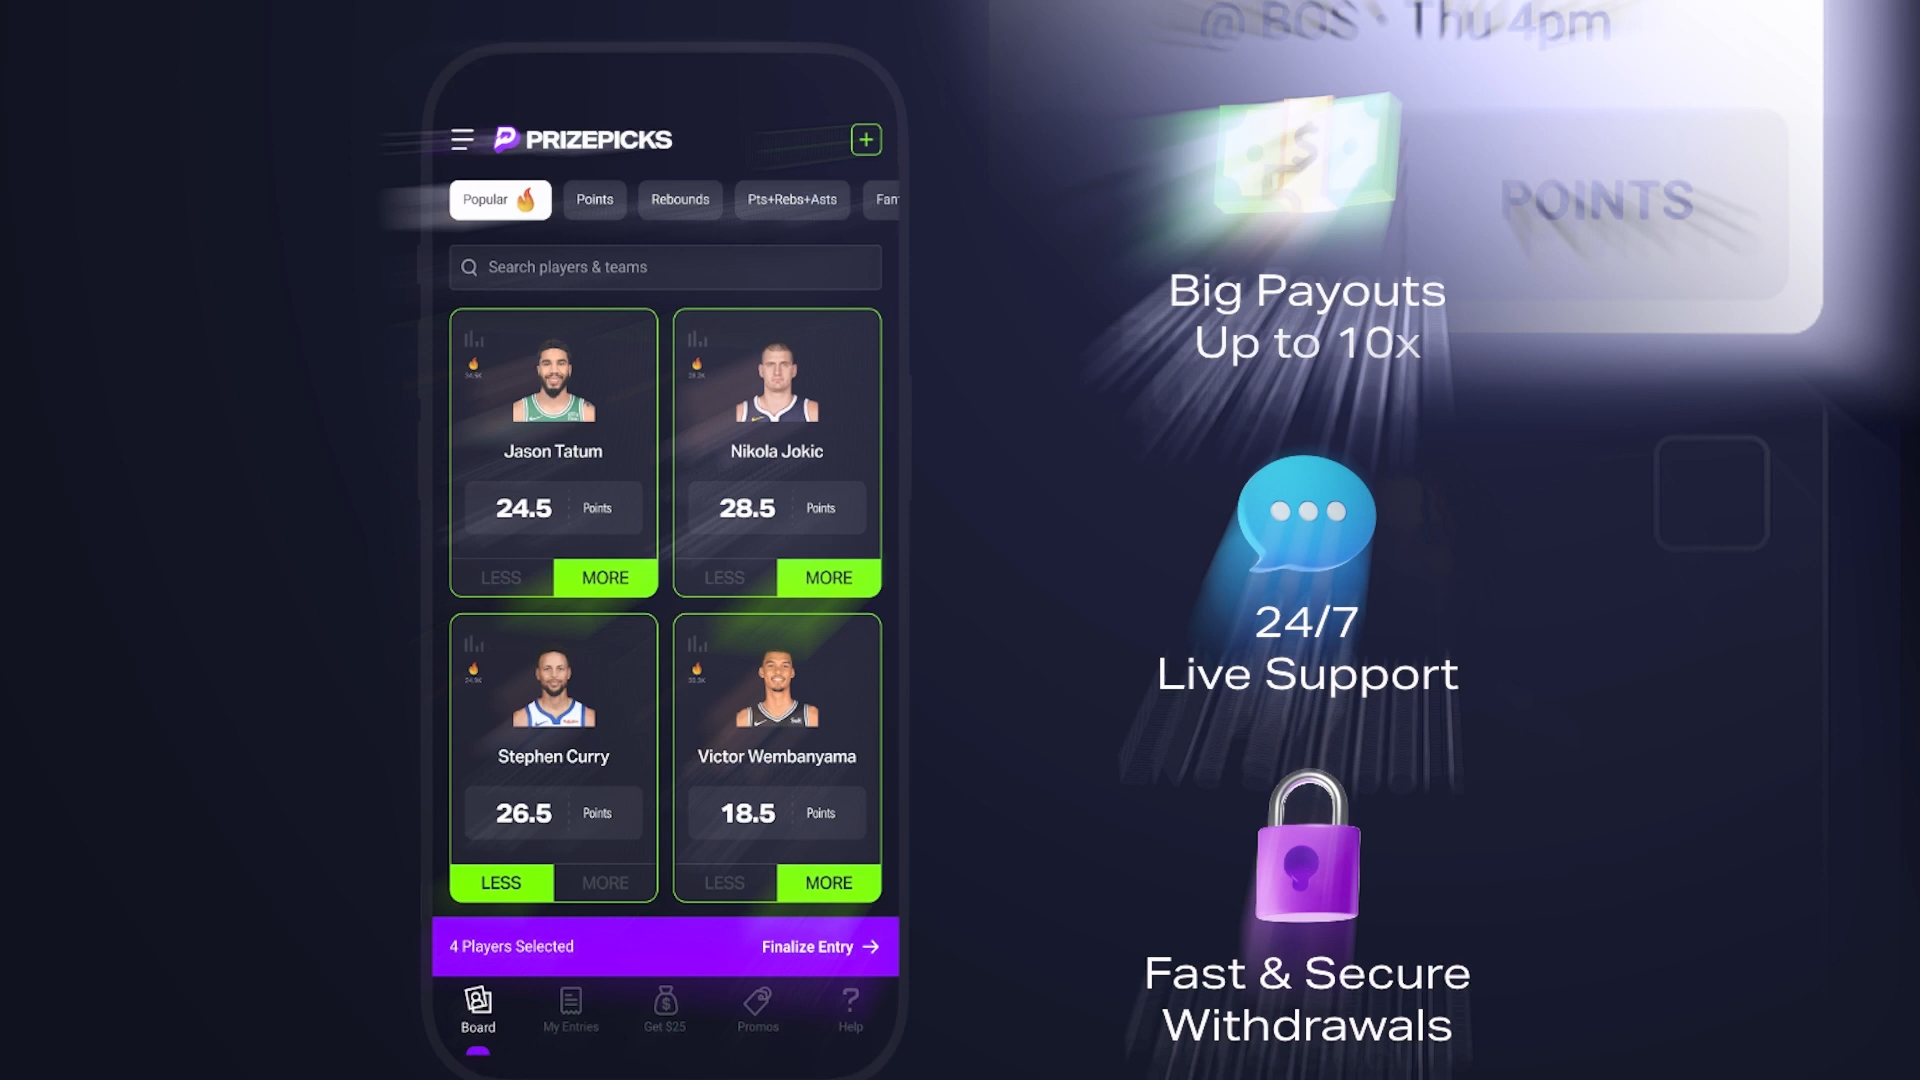 @ BOS • Thu 4pm
POINTS
PRIZEPICKS
Popular
Points
Rebounds
Pts+Rebs+Asts
Search players & teams
Jason Tatum
24.5 Points
LESS MORE
Nikola Jokic
28.5 Points
LESS MORE
Stephen Curry
26.5 Points
LESS MORE
Victor Wembanyama
18.5 Points
LESS MORE
4 Players Selected
Finalize Entry
Board
My Entries
Get $25
Promos
Help
Big Payouts
Up to 10x
24/7
Live Support
Fast & Secure
Withdrawals